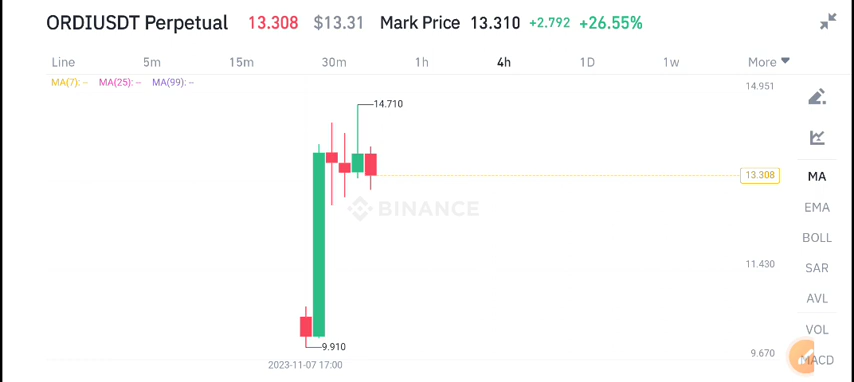 ORDIUSDT Perpetual 13.308 $13.31 Mark Price 13.310 +2.792 +26.55%
Line 5m 15m 30m 1h 4h 1D 1w More
MA(7): -- MA(25): -- MA(99): --
14.951
14.710
MA
13.308
BINANCE
EMA
BOLL
11.430
SAR
AVL
VOL
9.910
9.670
MACD
2023-11-07 17:00